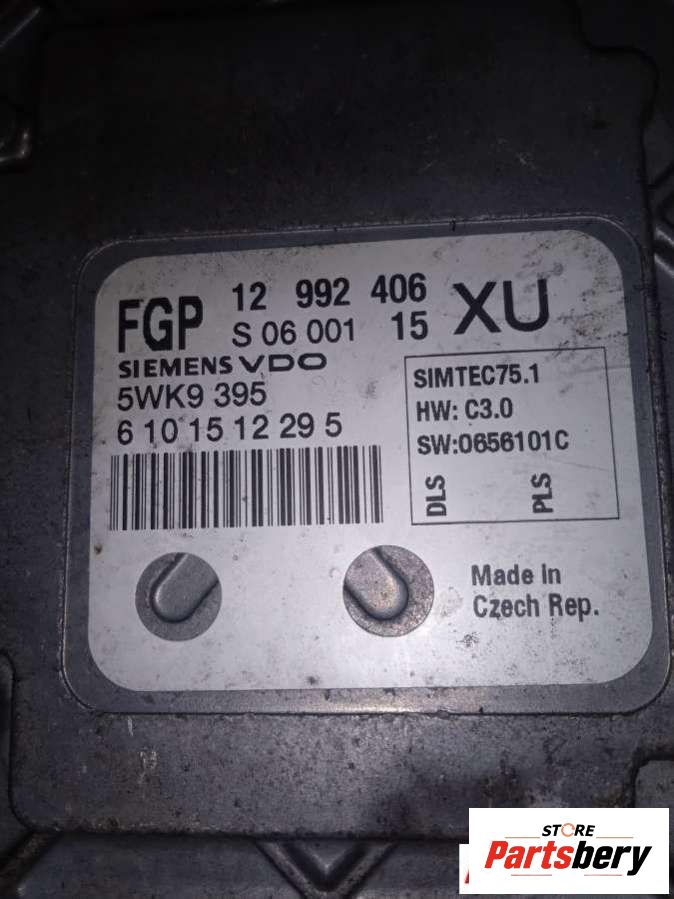 FGP 12 992 406 XU
S 06 001 15
SIEMENS VDO
5WK9 395
6 10 15 12 29 5
SIMTEC75.1
HW: C3.0
SW:0656101C
DLS PLS
Made in
Czech Rep.
STORE
Partsbery